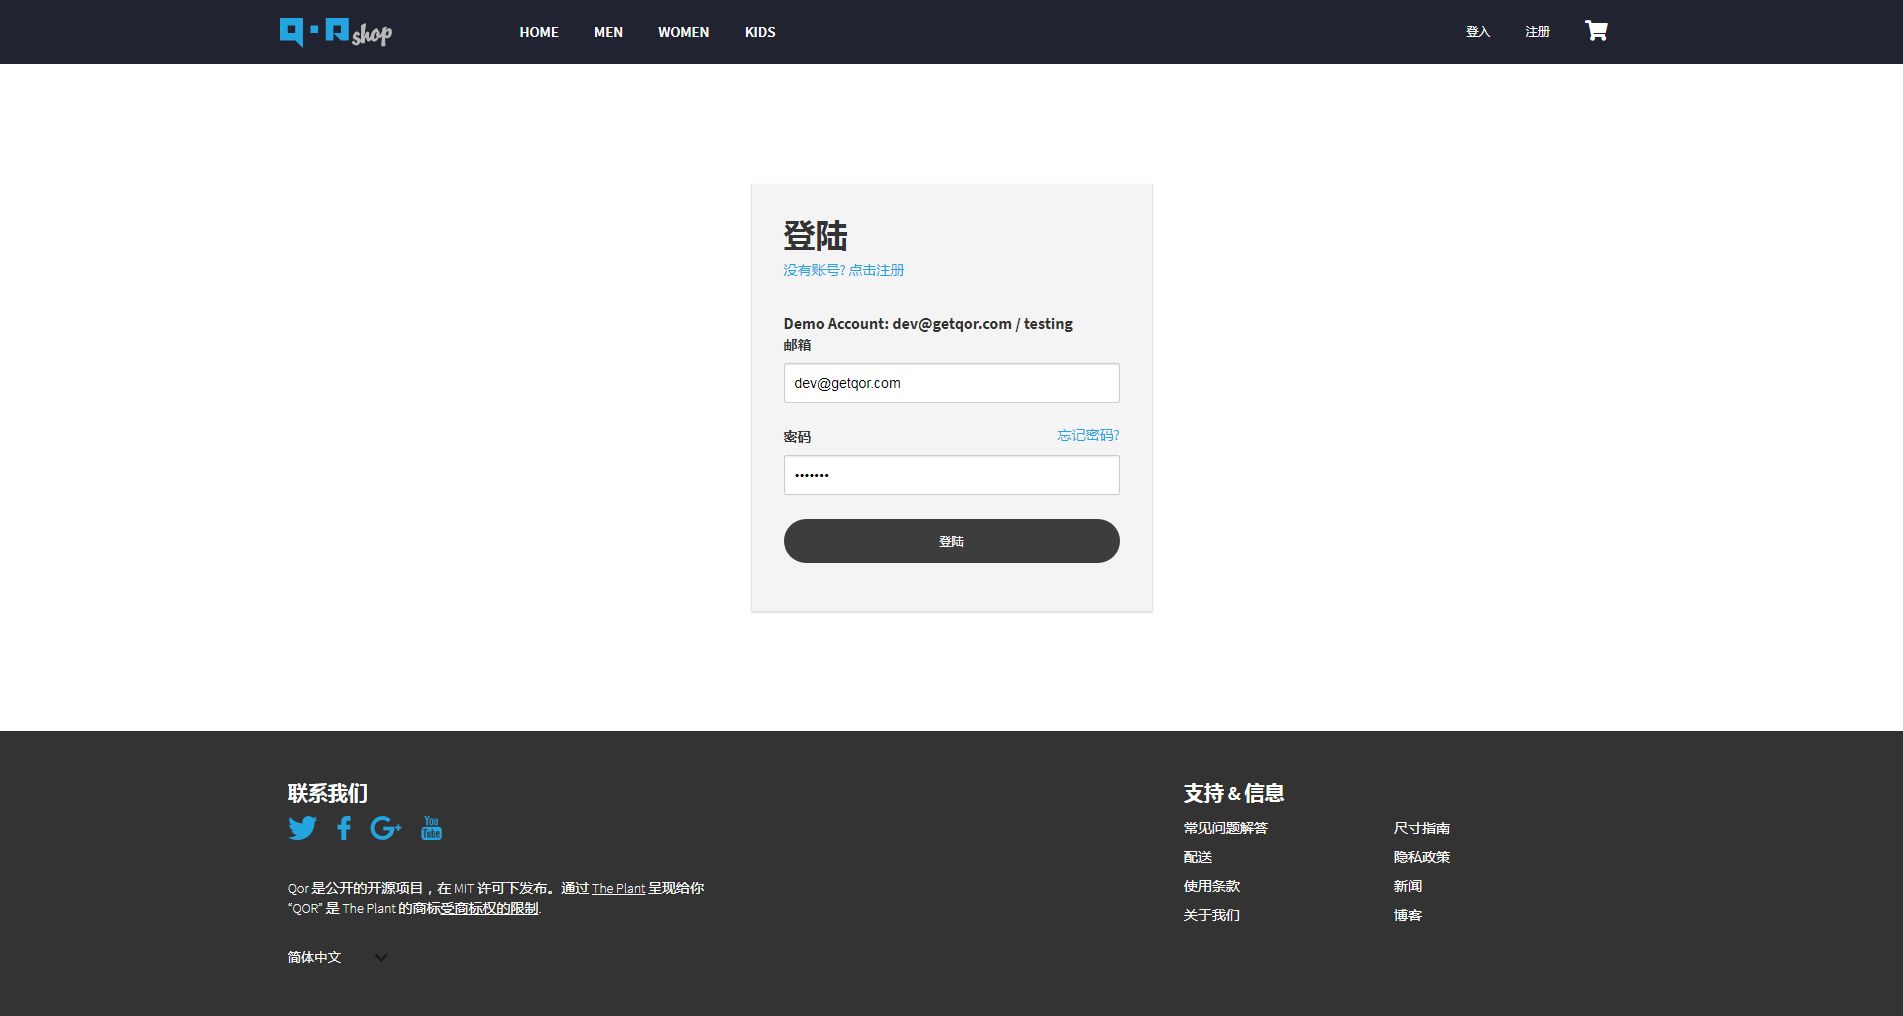 QOR shop
HOME MEN WOMEN KIDS 登入 注册
登陆
没有账号? 点击注册
Demo Account: dev@getqor.com / testing
邮箱
dev@getqor.com
密码 忘记密码?
•••••••
登陆
联系我们
You Tube
Qor 是公开的开源项目，在 MIT 许可下发布。通过 The Plant 呈现给你
“QOR” 是 The Plant 的商标受商标权的限制.
简体中文
支持 & 信息
常见问题解答 尺寸指南
配送 隐私政策
使用条款 新闻
关于我们 博客